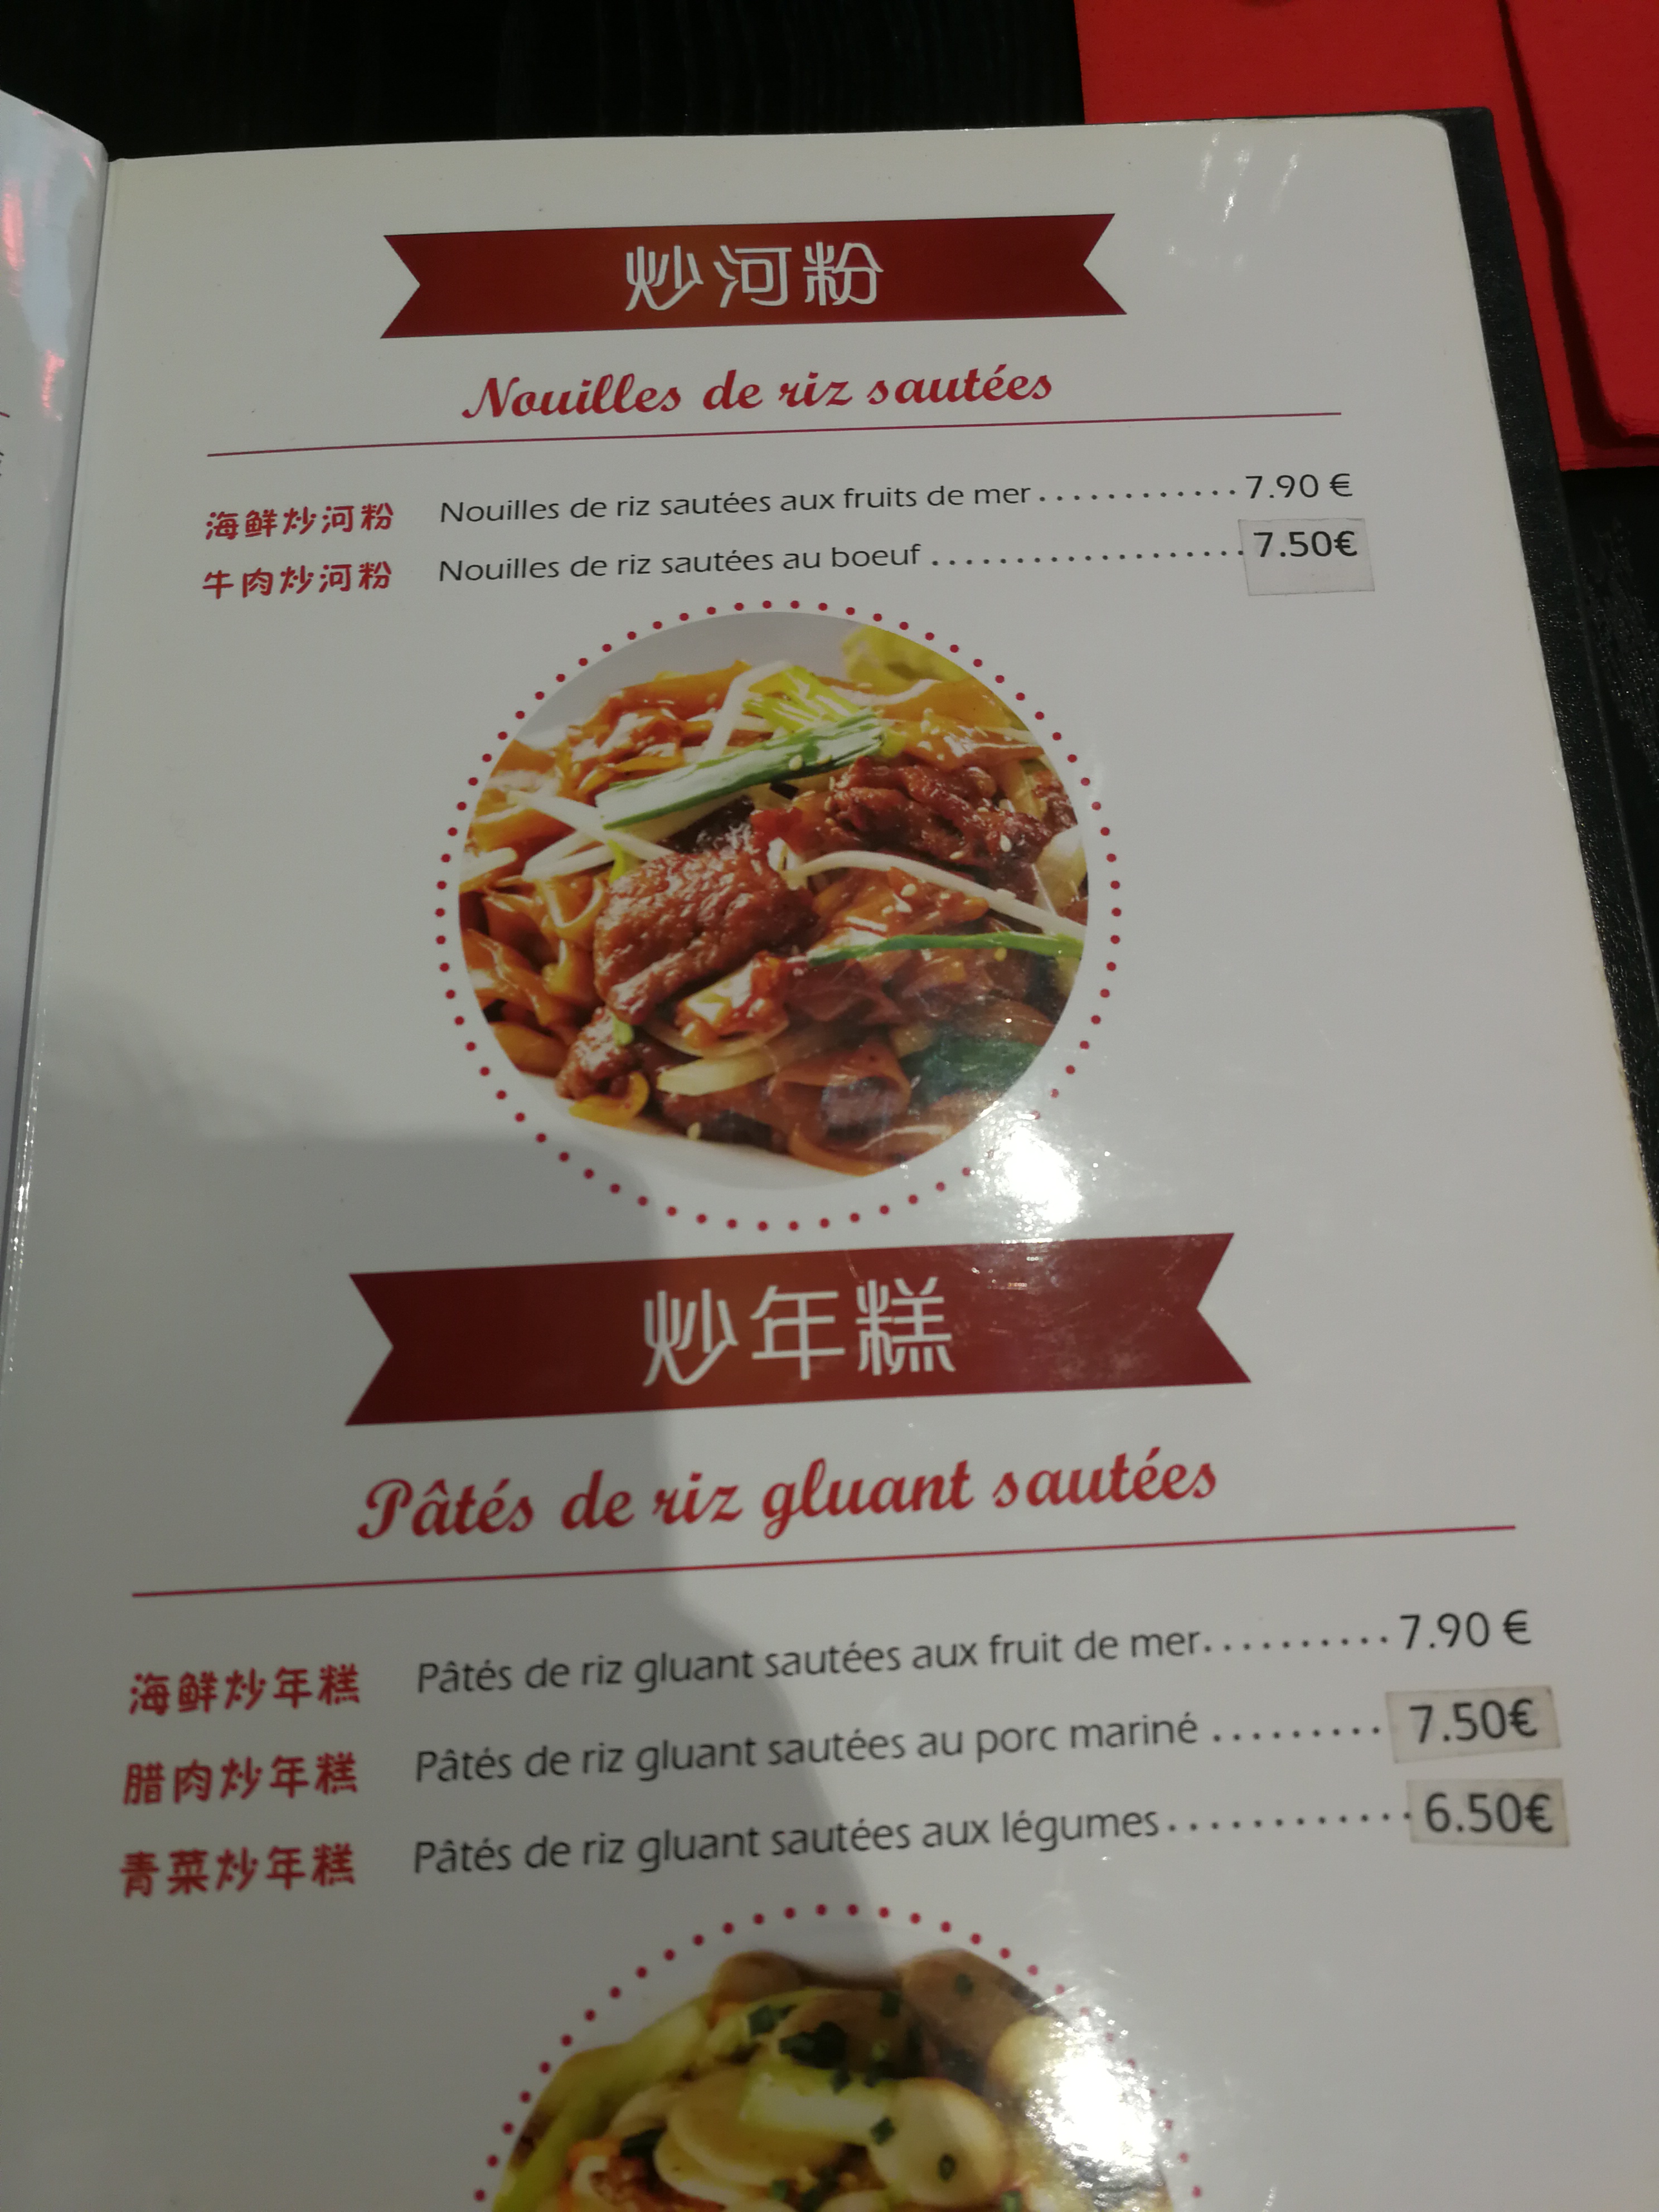 炒河粉
Nouilles de riz sautées
海鲜炒河粉 Nouilles de riz sautées aux fruits de mer............7.90 €
牛肉炒河粉 Nouilles de riz sautées au boeuf...................7.50€
炒年糕
Pâtés de riz gluant sautées
海鲜炒年糕 Pâtés de riz gluant sautées aux fruit de mer..........7.90 €
腊肉炒年糕 Pâtés de riz gluant sautées au porc mariné.........7.50€
青菜炒年糕 Pâtés de riz gluant sautées aux légumes............6.50€